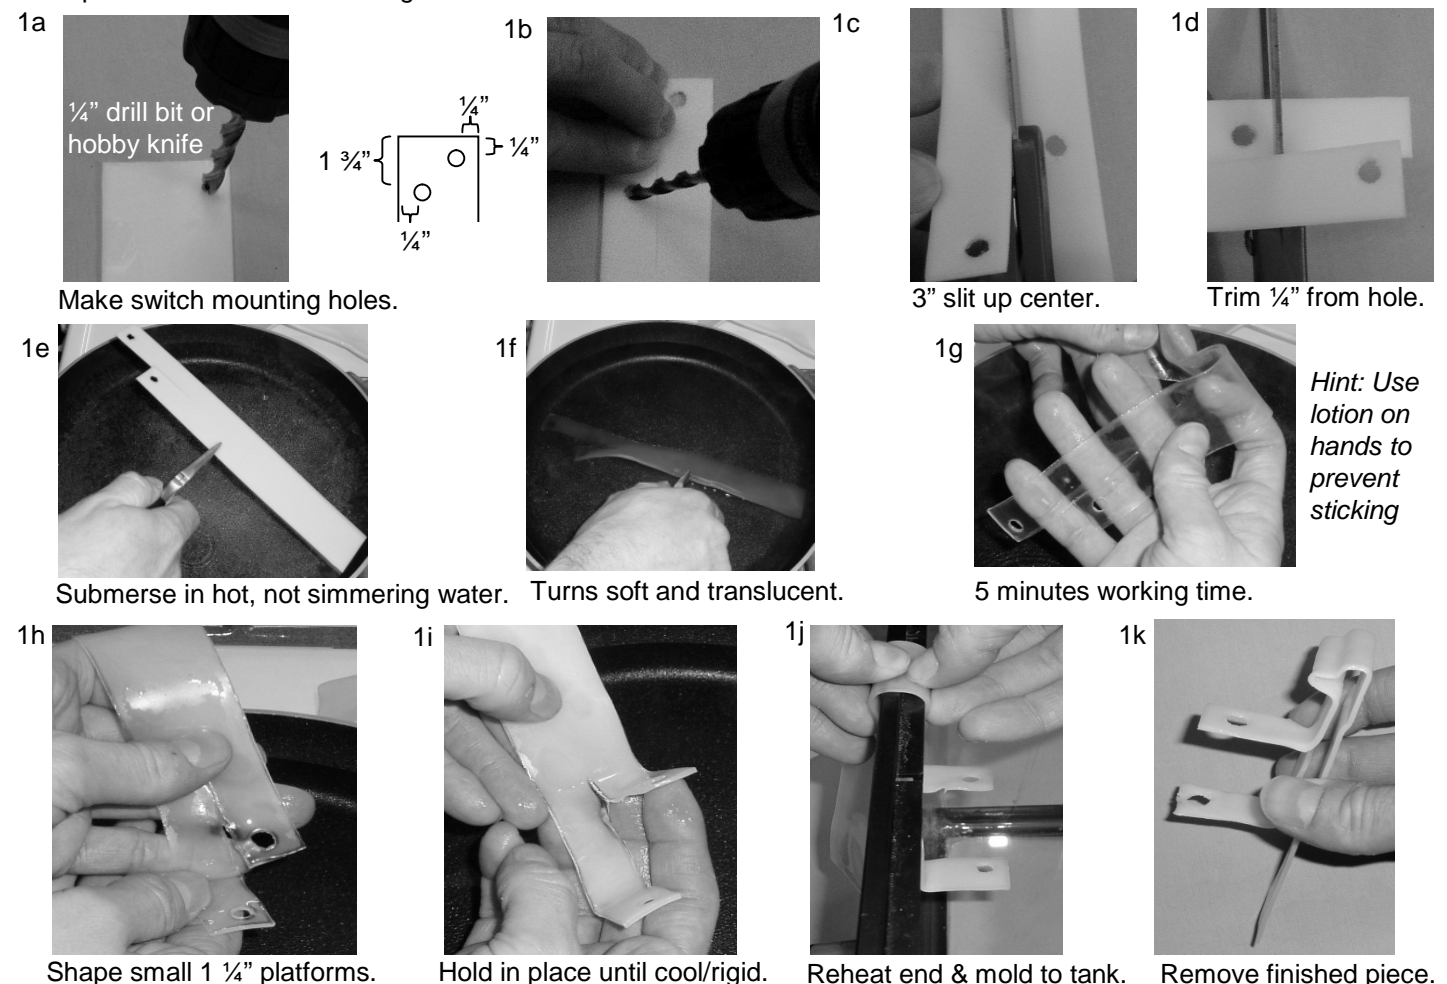 1a
¼” drill bit or
hobby knife
¼”
¼”
1 ¾”
¼”
1b
1c
1d
Make switch mounting holes.
3” slit up center.
Trim ¼” from hole.
1e
1f
1g
Hint: Use
lotion on
hands to
prevent
sticking
Submerse in hot, not simmering water.
Turns soft and translucent.
5 minutes working time.
1h
1i
1j
1k
Shape small 1 ¼” platforms.
Hold in place until cool/rigid.
Reheat end & mold to tank.
Remove finished piece.